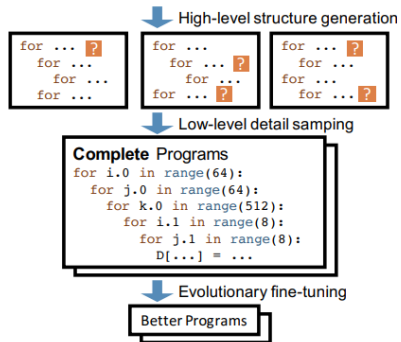 High-level structure generation
for ... ?
for ...
for ...
for ...
for ...
for ... ?
for ...
for ... ?
for ... ?
for ...
for ...
for ... ?
Low-level detail samping
Complete Programs
for i.0 in range(64):
for j.0 in range(64):
for k.0 in range(512):
for i.1 in range(8):
for j.1 in range(8):
D[...] = ...
Evolutionary fine-tuning
Better Programs